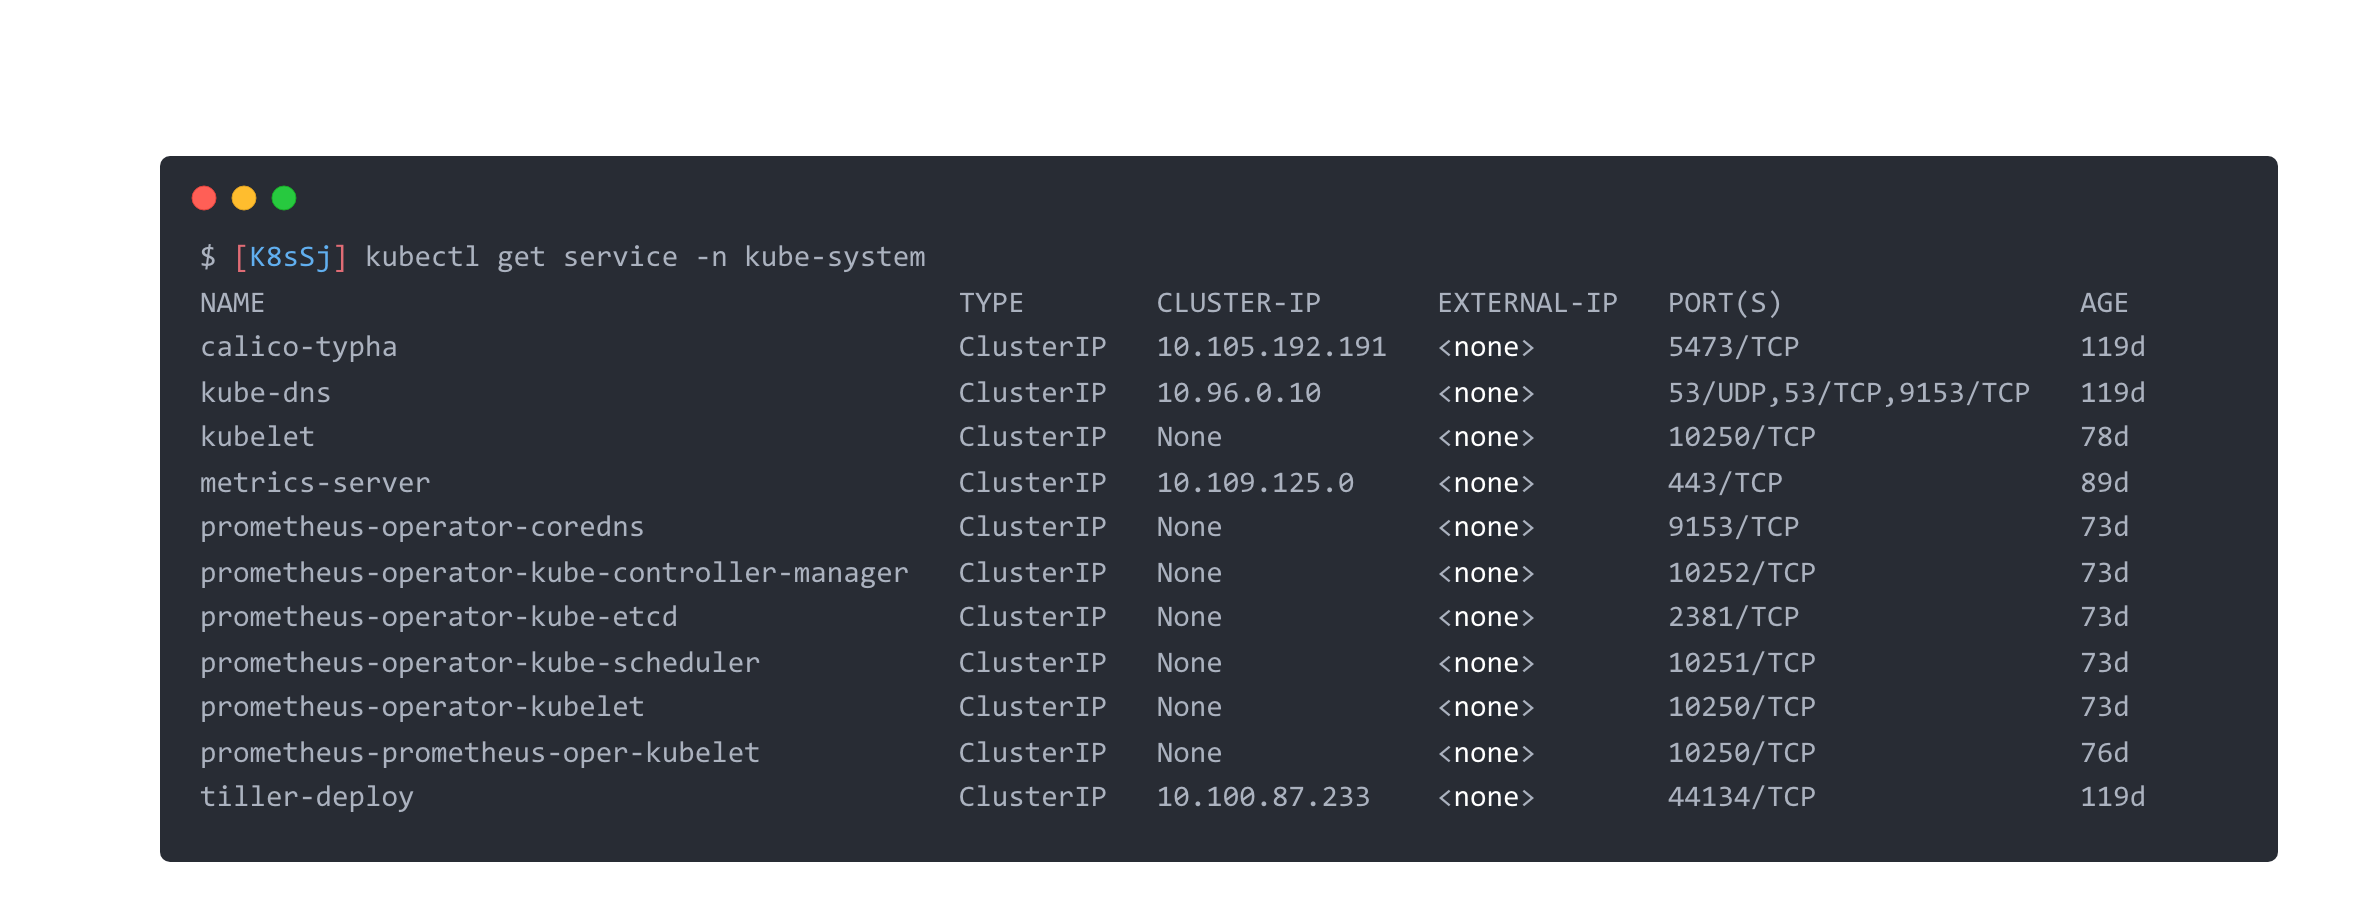 $ [K8sSj] kubectl get service -n kube-system
NAME TYPE CLUSTER-IP EXTERNAL-IP PORT(S) AGE
calico-typha ClusterIP 10.105.192.191 <none> 5473/TCP 119d
kube-dns ClusterIP 10.96.0.10 <none> 53/UDP,53/TCP,9153/TCP 119d
kubelet ClusterIP None <none> 10250/TCP 78d
metrics-server ClusterIP 10.109.125.0 <none> 443/TCP 89d
prometheus-operator-coredns ClusterIP None <none> 9153/TCP 73d
prometheus-operator-kube-controller-manager ClusterIP None <none> 10252/TCP 73d
prometheus-operator-kube-etcd ClusterIP None <none> 2381/TCP 73d
prometheus-operator-kube-scheduler ClusterIP None <none> 10251/TCP 73d
prometheus-operator-kubelet ClusterIP None <none> 10250/TCP 73d
prometheus-prometheus-oper-kubelet ClusterIP None <none> 10250/TCP 76d
tiller-deploy ClusterIP 10.100.87.233 <none> 44134/TCP 119d